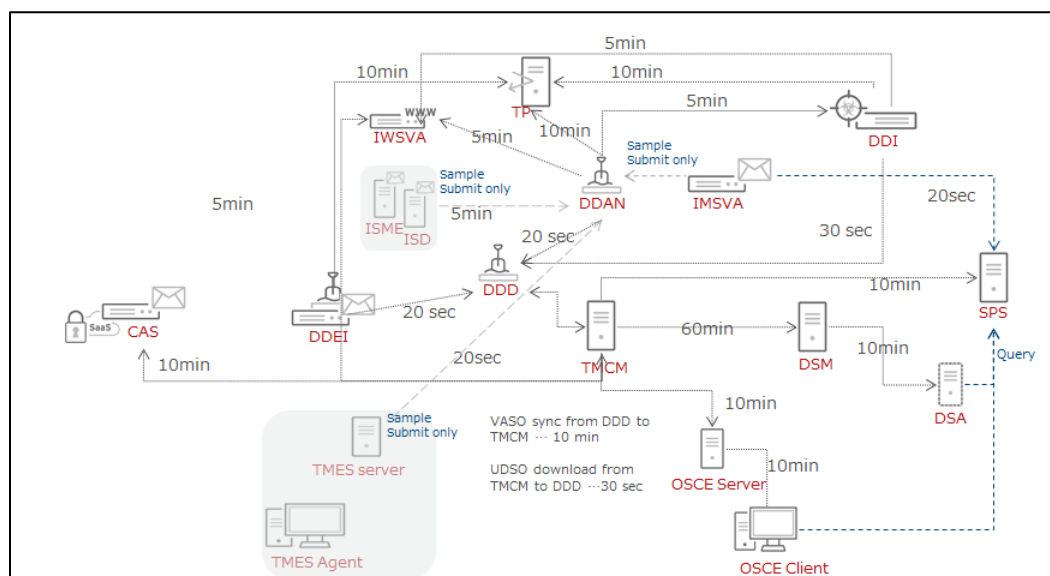 5min
10min
10min
TP
WWW
IWSVA
5min
DDI
5min
10min
Sample
Submit only
Sample
Submit only
DDAN
IMSVA
20sec
5min
5min
ISME
ISD
20 sec
30 sec
DDD
10min
SPS
20 sec
SaaS
CAS
DDEI
60min
10min
20sec
TMCM
DSM
Query
10min
DSA
Sample
Submit only
VASO sync from DDD to
TMCM ... 10 min
10min
TMES server
UDSO download from
TMCM to DDD ...30 sec
10min
OSCE Server
TMES Agent
OSCE Client